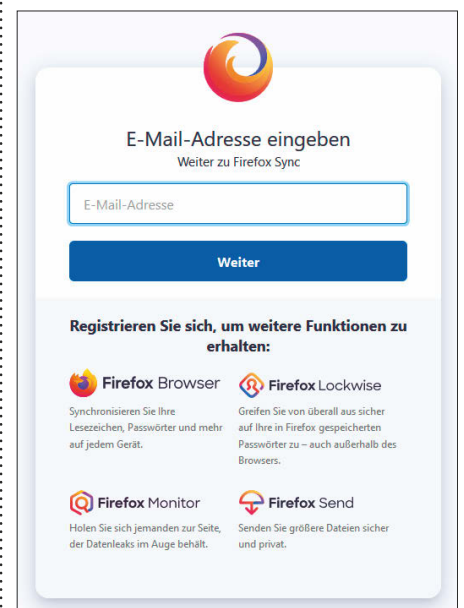 E-Mail-Adresse eingeben
Weiter zu Firefox Sync
E-Mail-Adresse
Weiter
Registrieren Sie sich, um weitere Funktionen zu
erhalten:
Firefox Browser
Synchronisieren Sie Ihre
Lesezeichen, Passwörter und mehr
auf jedem Gerät.
Firefox Lockwise
Greifen Sie von überall aus sicher
auf Ihre in Firefox gespeicherten
Passwörter zu – auch außerhalb des
Browsers.
Firefox Monitor
Holen Sie sich jemanden zur Seite,
der Datenleaks im Auge behält.
Firefox Send
Senden Sie größere Dateien sicher
und privat.